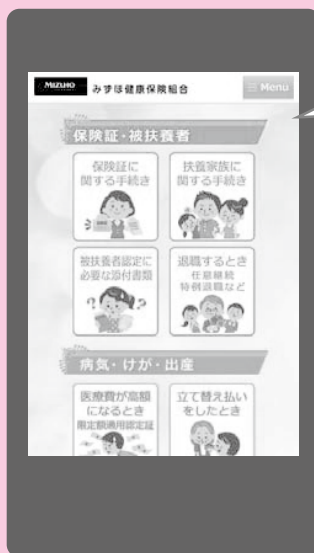 MIZUHO みずほ健康保険組合
Menu
保険証・被扶養者
保険証に
関する手続き
扶養家族に
関する手続き
被扶養者認定に
必要な添付書類
退職するとき
任意継続
特例退職など
病気・けが・出産
医療費が高額
になるとき
限定額適用認定証
立て替え払い
をしたとき